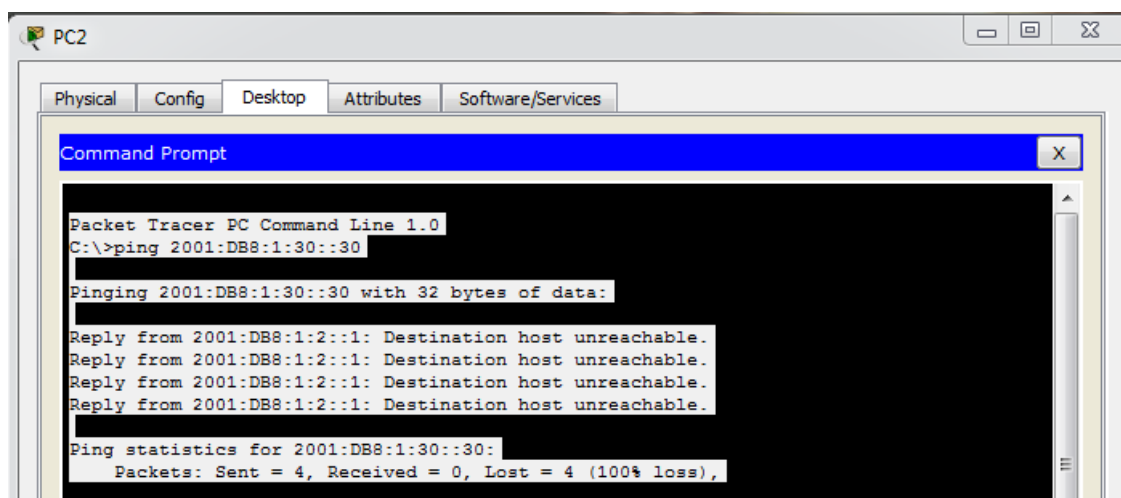 PC2
Physical Config Desktop Attributes Software/Services
Command Prompt X
Packet Tracer PC Command Line 1.0
C:\>ping 2001:DB8:1:30::30
Pinging 2001:DB8:1:30::30 with 32 bytes of data:
Reply from 2001:DB8:1:2::1: Destination host unreachable.
Reply from 2001:DB8:1:2::1: Destination host unreachable.
Reply from 2001:DB8:1:2::1: Destination host unreachable.
Reply from 2001:DB8:1:2::1: Destination host unreachable.
Ping statistics for 2001:DB8:1:30::30:
    Packets: Sent = 4, Received = 0, Lost = 4 (100% loss),